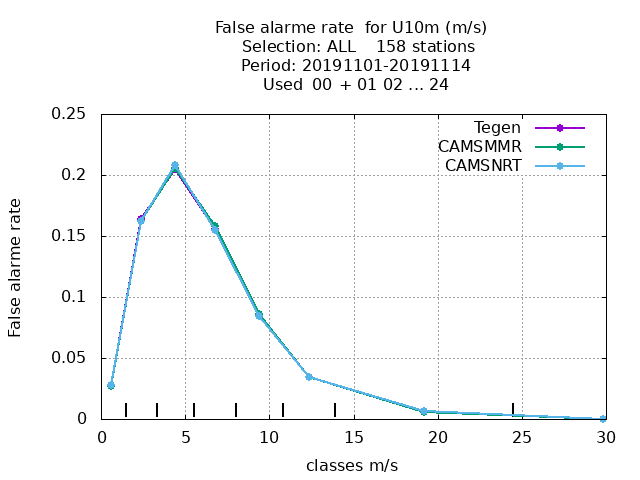 False alarme rate  for U10m (m/s)
Selection: ALL    158 stations
Period: 20191101-20191114
Used  00  + 01 02 ... 24
Tegen
CAMSMMR
CAMSNRT
False alarme rate
0.25
0.2
0.15
0.1
0.05
0
0 5 10 15 20 25 30
classes m/s